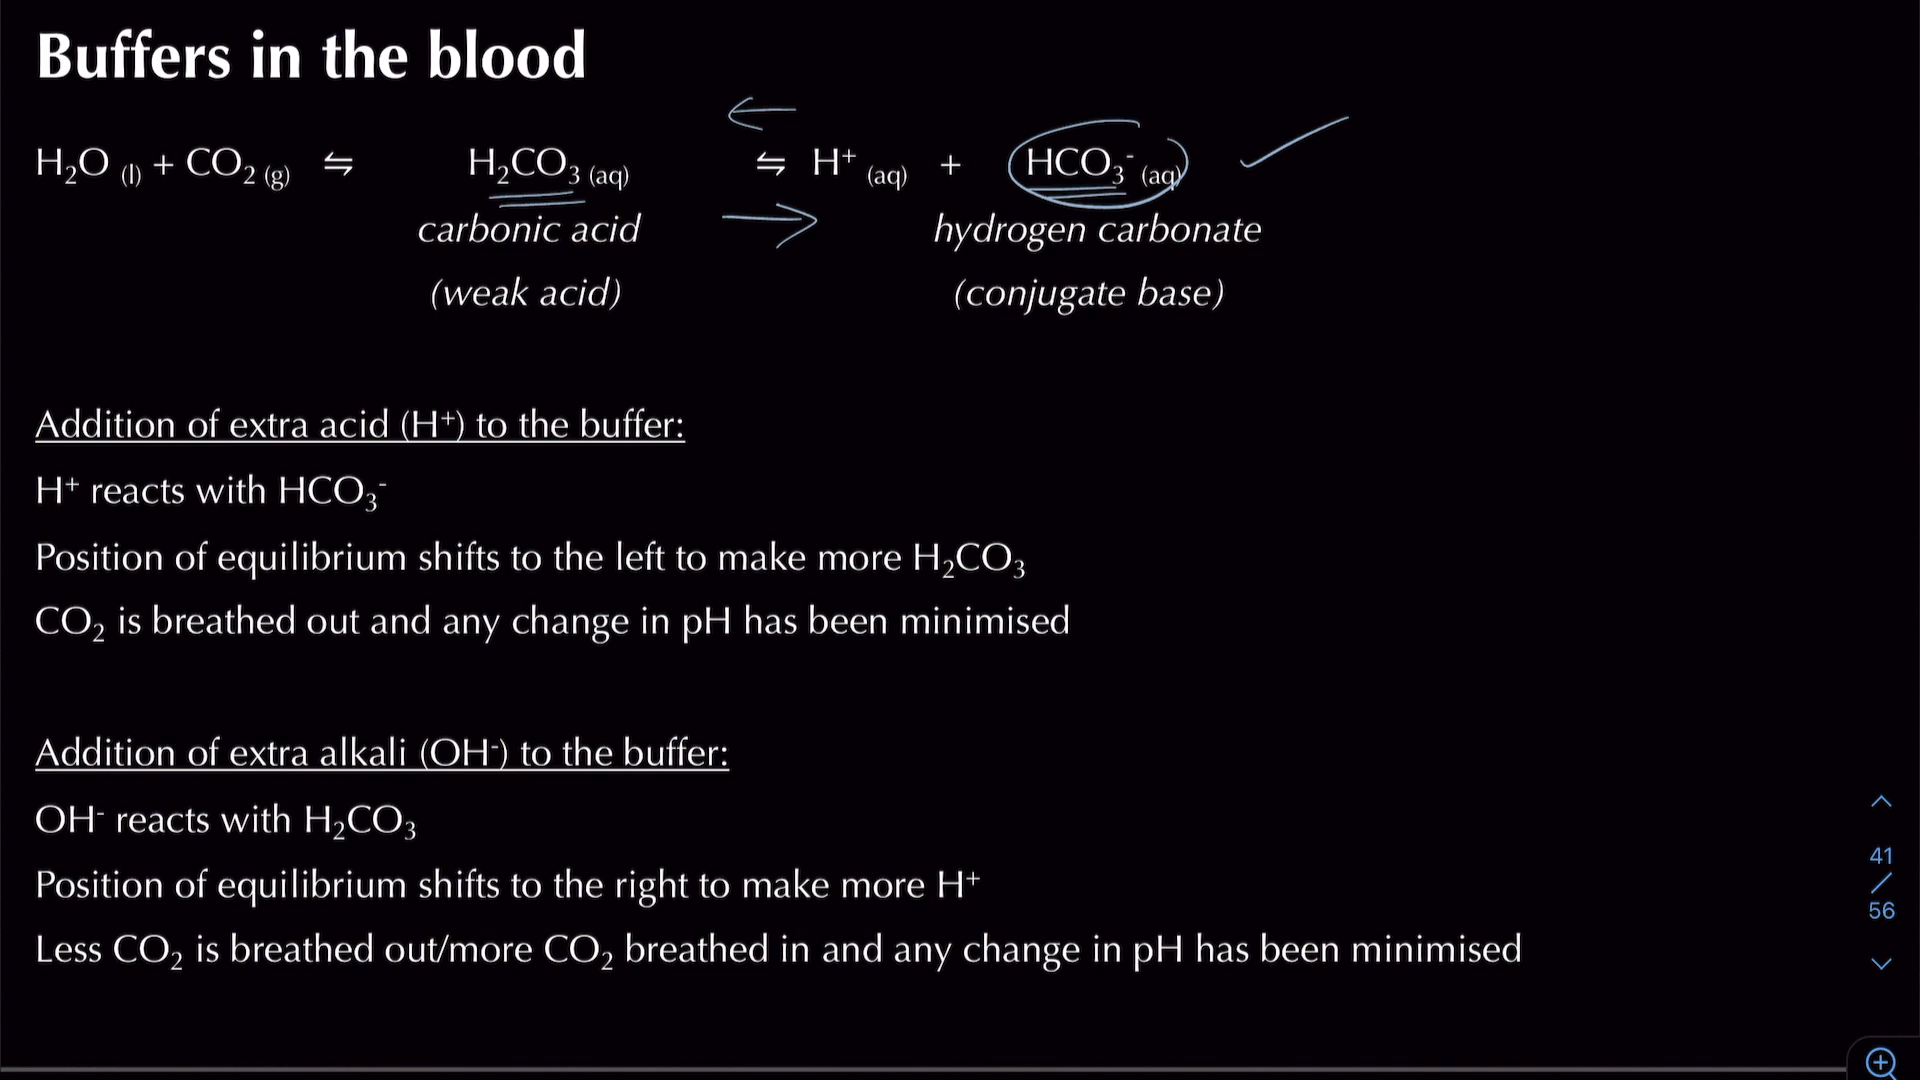 Buffers in the blood
H₂O (l) + CO₂ (g) ⇋ H₂CO₃ (aq) ⇋ H⁺ (aq) + HCO₃⁻ (aq)
carbonic acid hydrogen carbonate
(weak acid) (conjugate base)
Addition of extra acid (H⁺) to the buffer:
H⁺ reacts with HCO₃⁻
Position of equilibrium shifts to the left to make more H₂CO₃
CO₂ is breathed out and any change in pH has been minimised
Addition of extra alkali (OH⁻) to the buffer:
OH⁻ reacts with H₂CO₃
Position of equilibrium shifts to the right to make more H⁺
Less CO₂ is breathed out/more CO₂ breathed in and any change in pH has been minimised
41
/
56